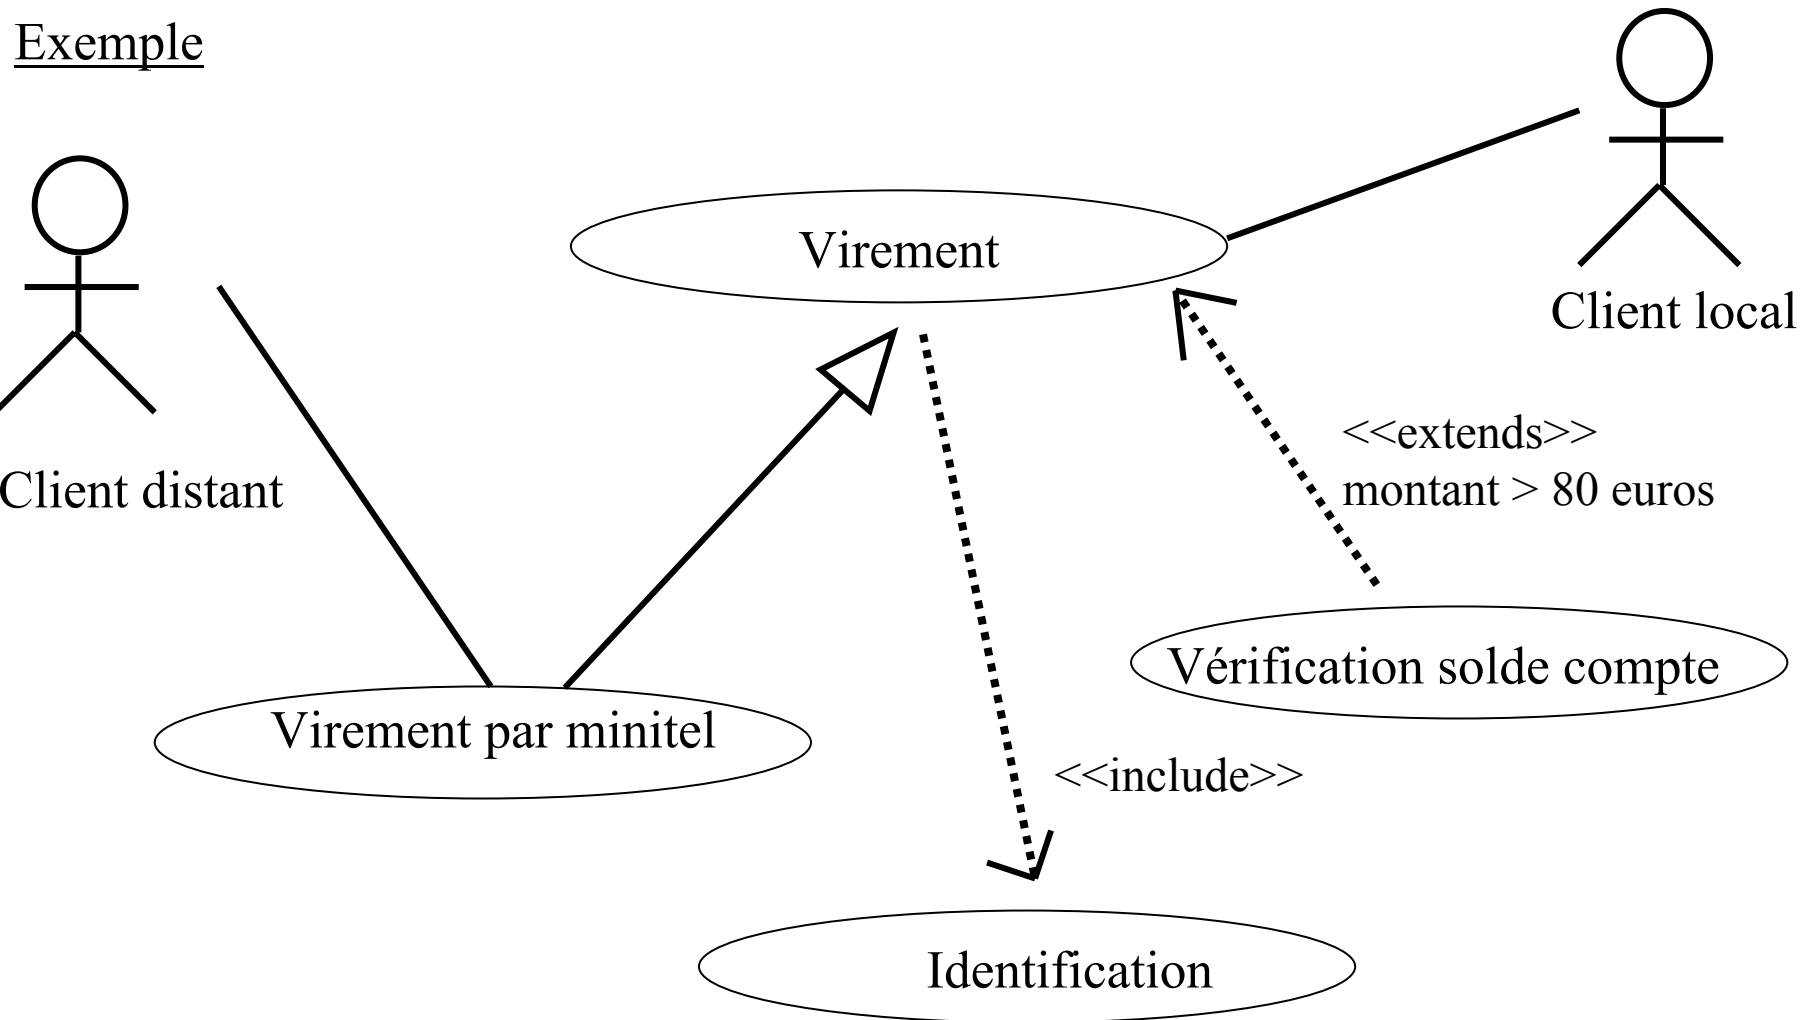 Exemple
Virement
Client local
<<extends>>
montant > 80 euros
Client distant
Vérification solde compte
Virement par minitel
<<include>>
Identification